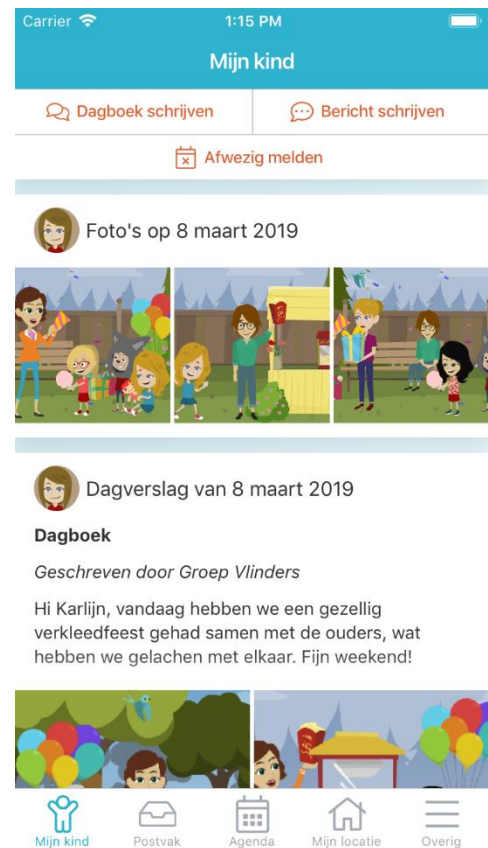 Carrier 1:15 PM
Mijn kind
Dagboek schrijven Bericht schrijven
Afwezig melden
Foto's op 8 maart 2019
Dagverslag van 8 maart 2019
Dagboek
Geschreven door Groep Vlinders
Hi Karlijn, vandaag hebben we een gezellig
verkleedfeest gehad samen met de ouders, wat
hebben we gelachen met elkaar. Fijn weekend!
Mijn kind Postvak Agenda Mijn locatie Overig